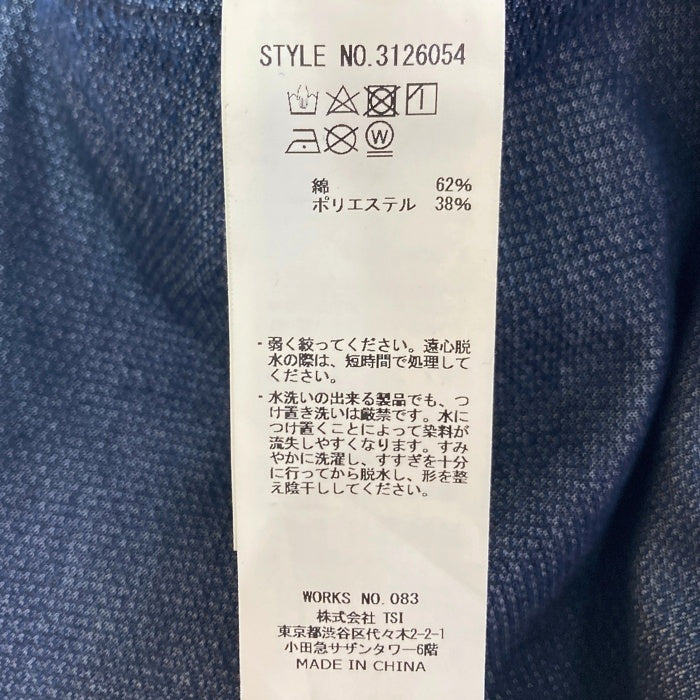 STYLE NO.3126054
W
綿 62%
ポリエステル 38%
・弱く絞ってください。遠心脱
水の際は、短時間で処理して
ください。
・水洗いの出来る製品でも、つ
け置き洗いは厳禁です。水に
つけ置くことによって染料が
流失しやすくなります。すみ
やかに洗濯し、すすぎを十分
に行ってから脱水し、形を整
え陰干ししてください。
WORKS NO.083
株式会社 TSI
東京都渋谷区代々木2-2-1
小田急サザンタワー6階
MADE IN CHINA